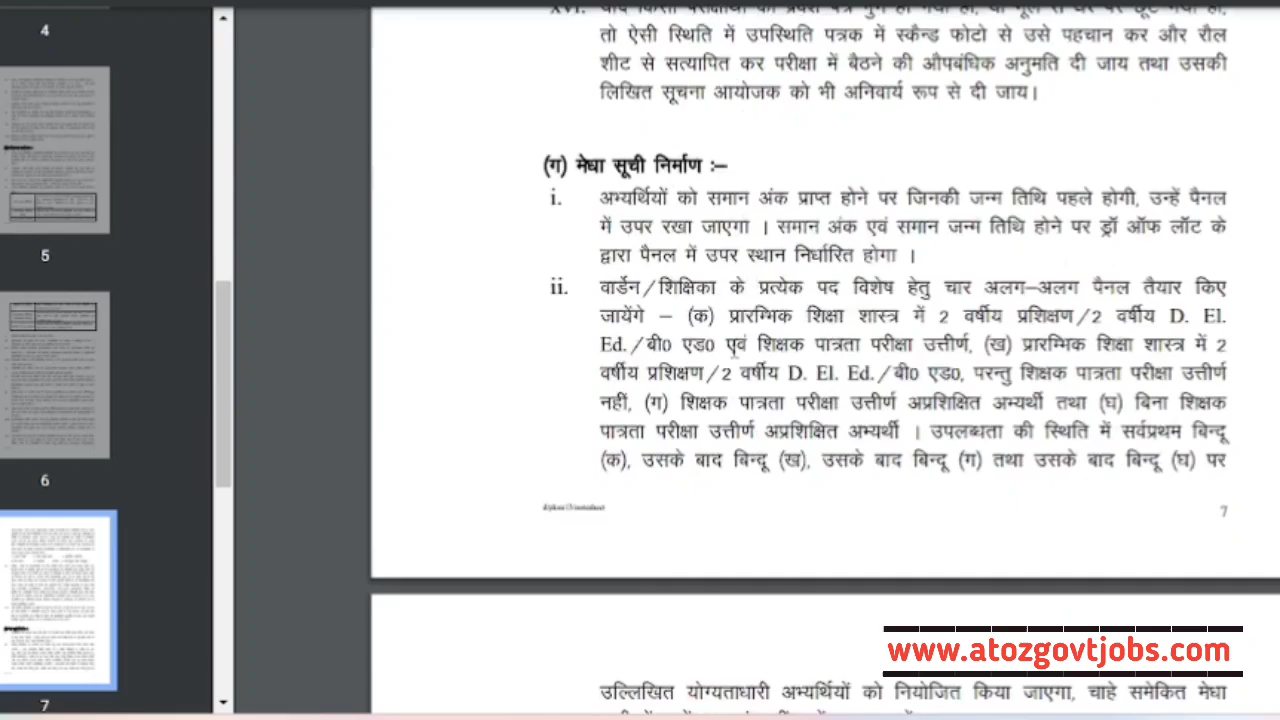 4
5
6
7
तो ऐसी स्थिति में उपस्थिति पत्रक में स्कैन्ड फोटो से उसे पहचान कर और रौल
शीट से सत्यापित कर परीक्षा में बैठने की औपबंधिक अनुमति दी जाय तथा उसकी
लिखित सूचना आयोजक को भी अनिवार्य रूप से दी जाय।
(ग) मेधा सूची निर्माण :–
i. अभ्यर्थियों को समान अंक प्राप्त होने पर जिनकी जन्म तिथि पहले होगी, उन्हें पैनल
में उपर रखा जाएगा । समान अंक एवं समान जन्म तिथि होने पर ड्रॉ ऑफ लॉट के
द्वारा पैनल में उपर स्थान निर्धारित होगा ।
ii. वार्डेन/शिक्षिका के प्रत्येक पद विशेष हेतु चार अलग–अलग पैनल तैयार किए
जायेंगे – (क) प्रारम्भिक शिक्षा शास्त्र में 2 वर्षीय प्रशिक्षण/2 वर्षीय D. El.
Ed./बी0 एड0 एवं शिक्षक पात्रता परीक्षा उत्तीर्ण, (ख) प्रारम्भिक शिक्षा शास्त्र में 2
वर्षीय प्रशिक्षण/2 वर्षीय D. El. Ed./बी0 एड0, परन्तु शिक्षक पात्रता परीक्षा उत्तीर्ण
नहीं, (ग) शिक्षक पात्रता परीक्षा उत्तीर्ण अप्रशिक्षित अभ्यर्थी तथा (घ) बिना शिक्षक
पात्रता परीक्षा उत्तीर्ण अप्रशिक्षित अभ्यर्थी । उपलब्धता की स्थिति में सर्वप्रथम बिन्दू
(क), उसके बाद बिन्दू (ख), उसके बाद बिन्दू (ग) तथा उसके बाद बिन्दू (घ) पर
7
www.atozgovtjobs.com
उल्लिखित योग्यताधारी अभ्यर्थियों को नियोजित किया जाएगा, चाहे समेकित मेधा